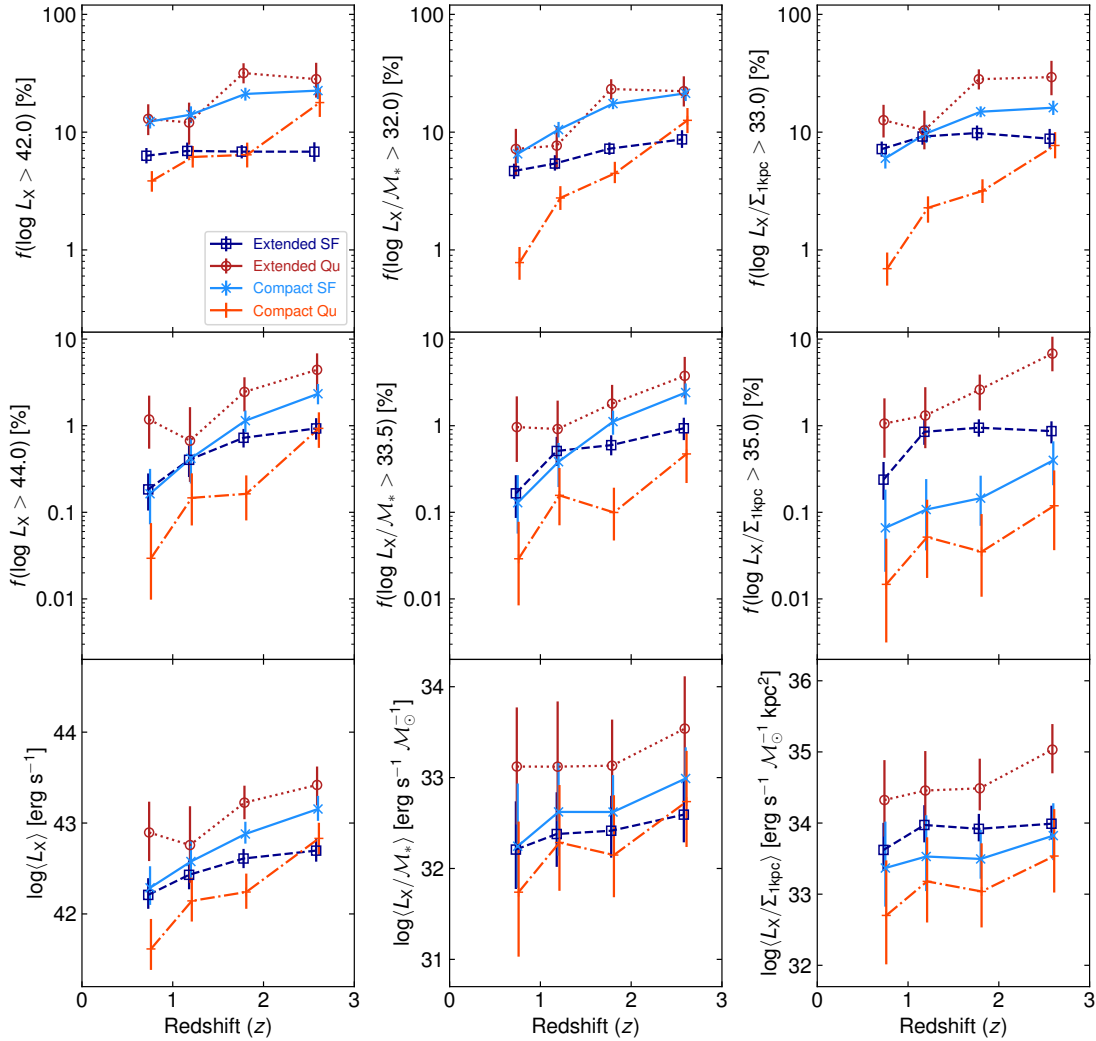 f(log L_X > 42.0) [%]
100
10
1
Extended SF
Extended Qu
Compact SF
Compact Qu
f(log L_X/M_* > 32.0) [%]
100
10
1
f(log L_X/Σ_1kpc > 33.0) [%]
100
10
1
f(log L_X > 44.0) [%]
10
1
0.1
0.01
f(log L_X/M_* > 33.5) [%]
10
1
0.1
0.01
f(log L_X/Σ_1kpc > 35.0) [%]
10
1
0.1
0.01
log⟨L_X⟩ [erg s⁻¹]
44
43
42
0 1 2 3
Redshift (z)
log⟨L_X/M_*⟩ [erg s⁻¹ M_⊙⁻¹]
34
33
32
31
0 1 2 3
Redshift (z)
log⟨L_X/Σ_1kpc⟩ [erg s⁻¹ M_⊙⁻¹ kpc²]
36
35
34
33
32
0 1 2 3
Redshift (z)